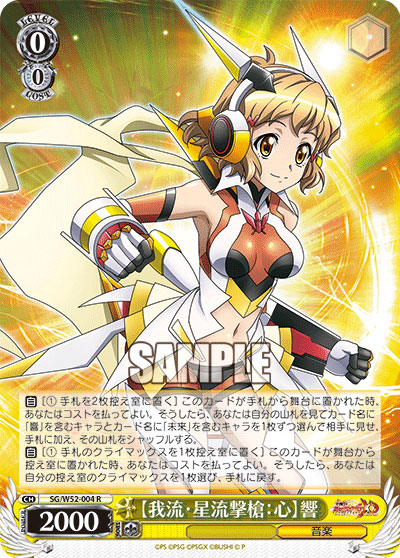 LEVEL
0
0
COST
SAMPLE
自［① 手札を2枚控え室に置く］ このカードが手札から舞台に置かれた時、
あなたはコストを払ってよい。そうしたら、あなたは自分の山札を見てカード名に
「響」を含むキャラとカード名に「未来」を含むキャラを1枚ずつ選んで相手に見せ、
手札に加え、その山札をシャッフルする。
自［① 手札のクライマックスを1枚控え室に置く］ このカードが舞台から
控え室に置かれた時、あなたはコストを払ってよい。そうしたら、あなたは自分の
控え室のクライマックスを1枚選び、手札に戻す。
CH SG/W52-004 R
2000
［我流・星流撃槍：心］ 響
音楽
©PS ©PSG ©PSGX ©BUSHI © P